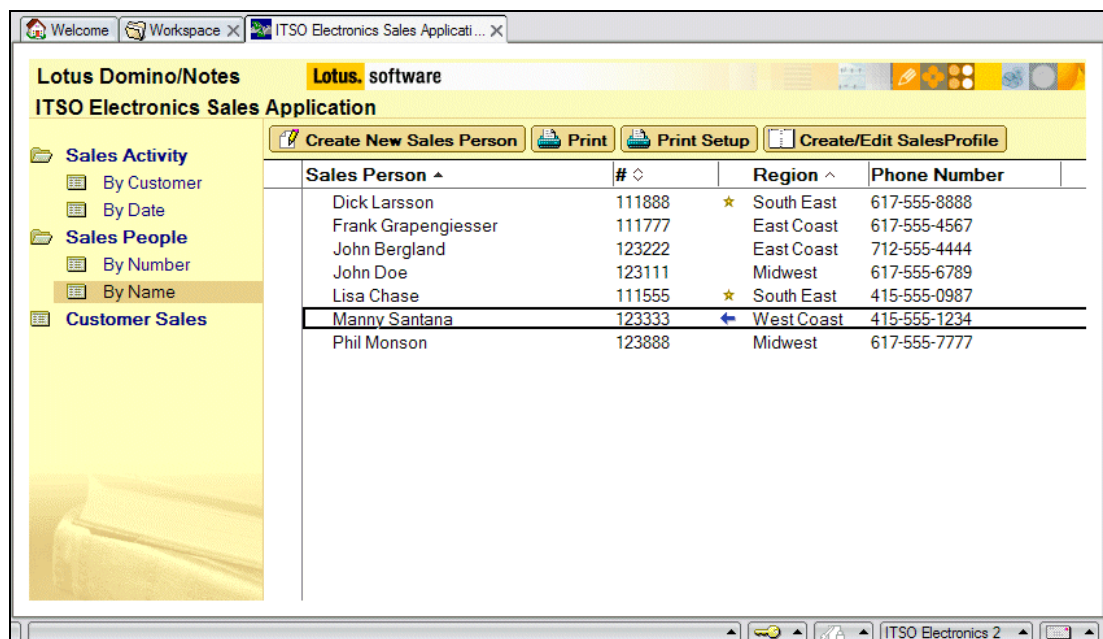 Welcome Workspace ITSO Electronics Sales Applicati...
Lotus Domino/Notes Lotus. software
ITSO Electronics Sales Application
Create New Sales Person Print Print Setup Create/Edit SalesProfile
Sales Activity
By Customer
By Date
Sales People
By Number
By Name
Customer Sales
Sales Person # Region Phone Number
Dick Larsson 111888 South East 617-555-8888
Frank Grapengiesser 111777 East Coast 617-555-4567
John Bergland 123222 East Coast 712-555-4444
John Doe 123111 Midwest 617-555-6789
Lisa Chase 111555 South East 415-555-0987
Manny Santana 123333 West Coast 415-555-1234
Phil Monson 123888 Midwest 617-555-7777
ITSO Electronics 2